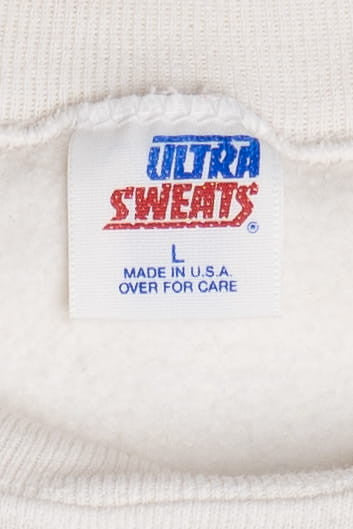 ULTRA
SWEATS®
L
MADE IN U.S.A.
OVER FOR CARE